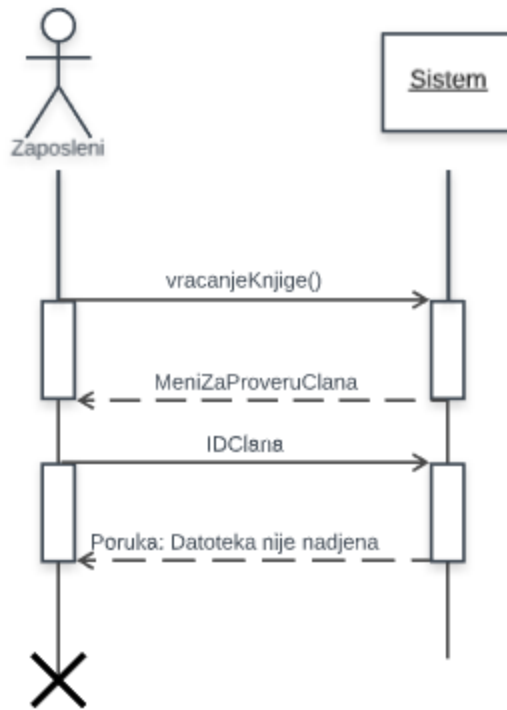 Sistem
Zaposleni
vracanjeKnjige()
MeniZaProveruClana
IDClana
Poruka: Datoteka nije nadjena